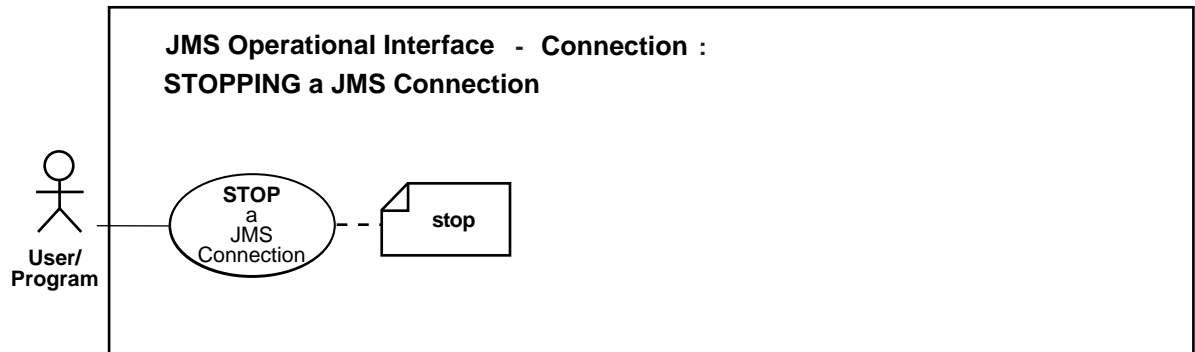 JMS Operational Interface - Connection :
STOPPING a JMS Connection
STOP
a
JMS
Connection
stop
User/
Program